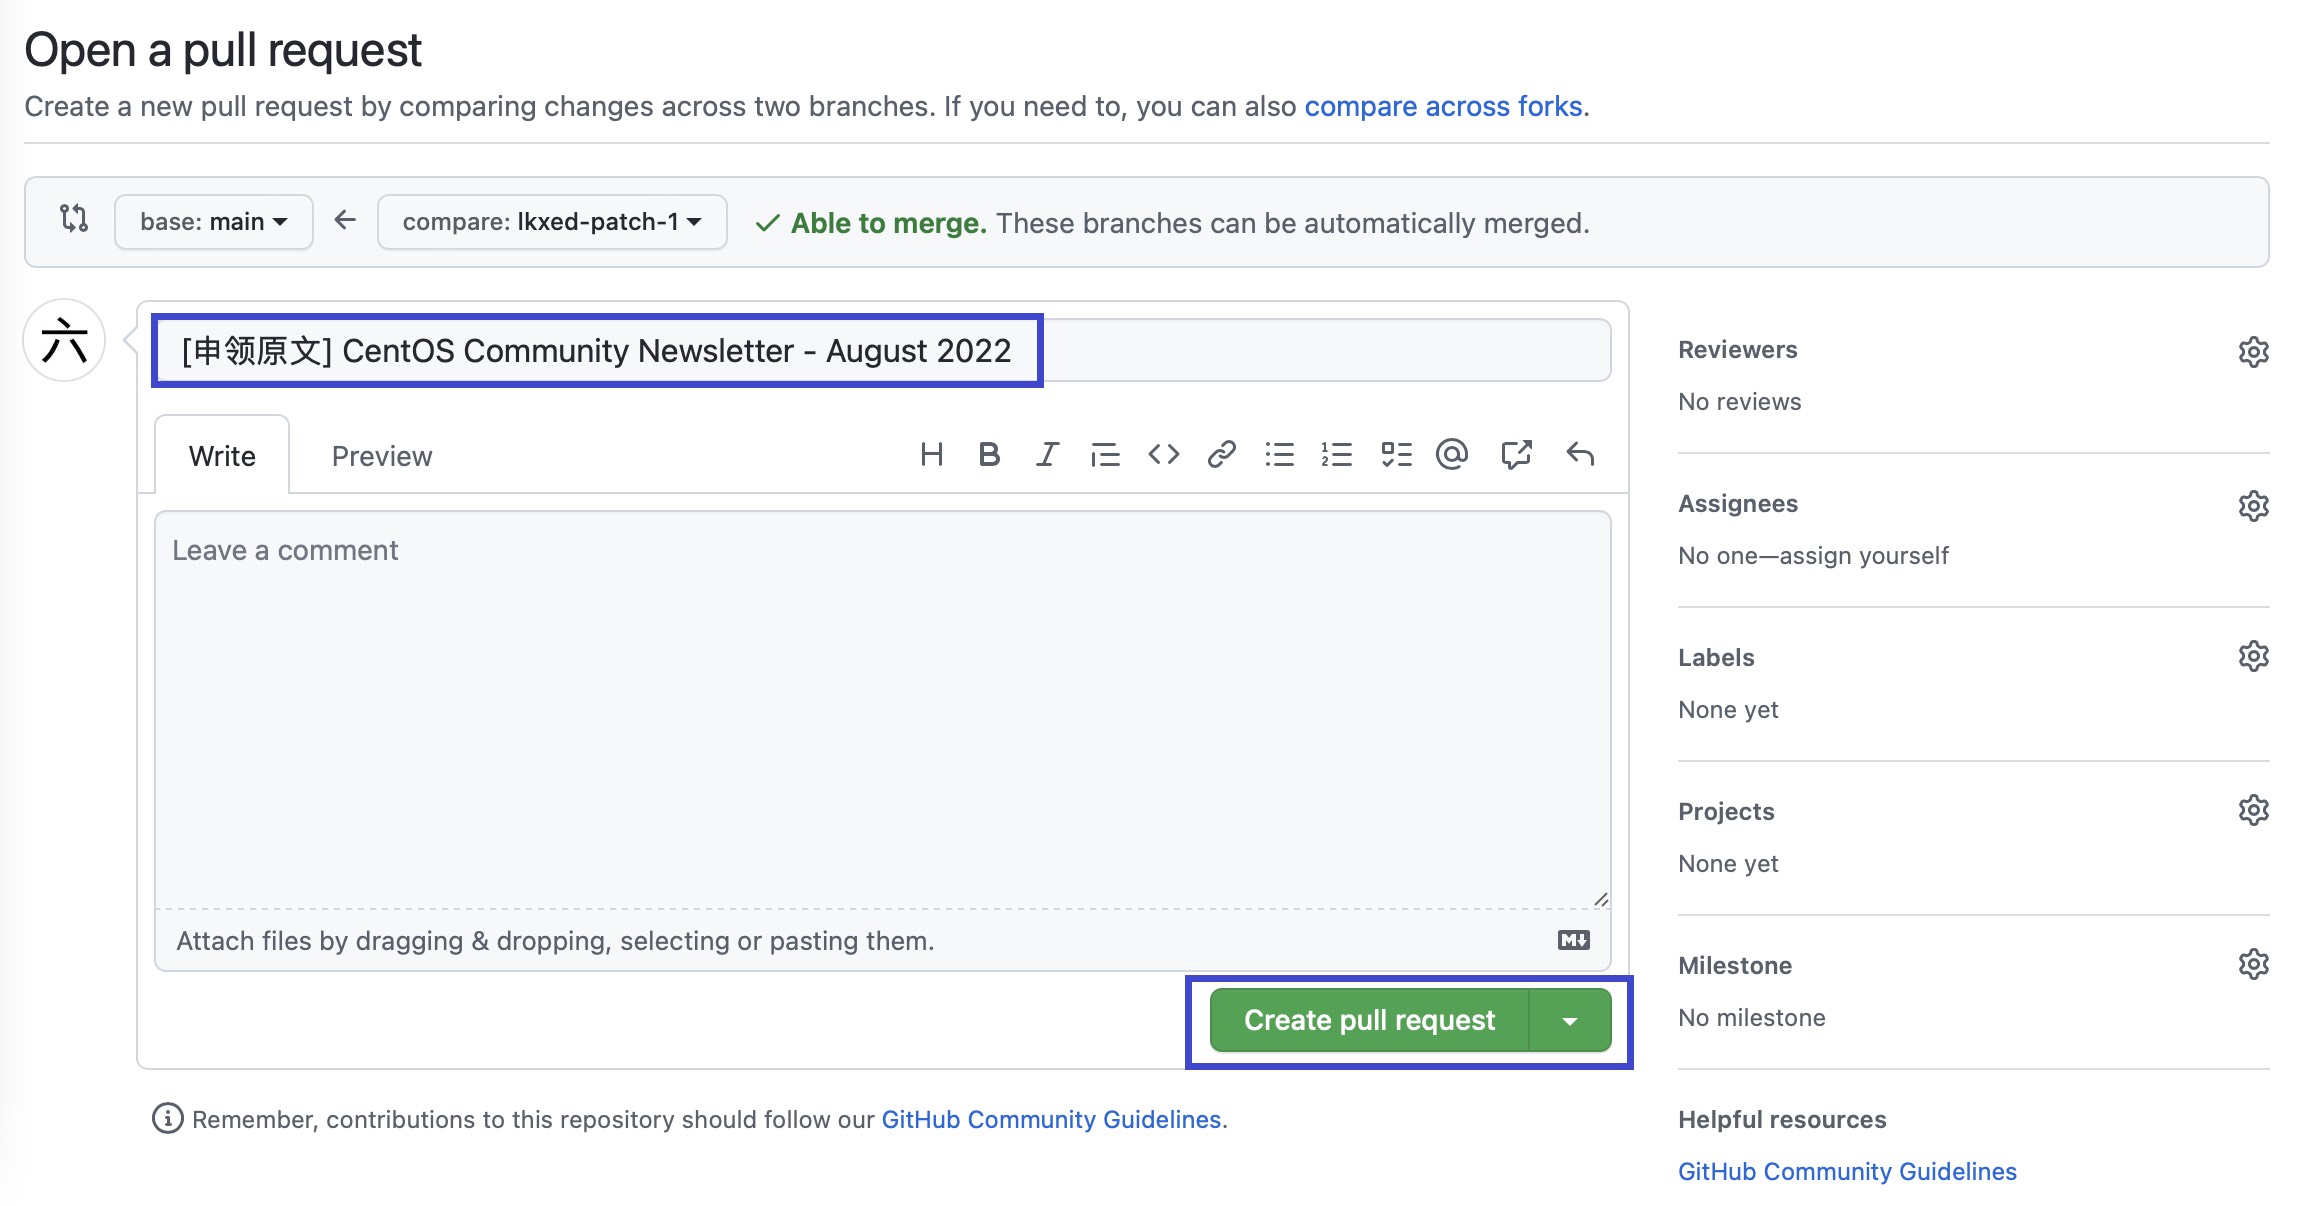 Open a pull request
Create a new pull request by comparing changes across two branches. If you need to, you can also compare across forks.
base: main
compare: lkxed-patch-1
Able to merge. These branches can be automatically merged.
六
[申领原文] CentOS Community Newsletter - August 2022
Write
Preview
Leave a comment
Attach files by dragging & dropping, selecting or pasting them.
Create pull request
Remember, contributions to this repository should follow our GitHub Community Guidelines.
Reviewers
No reviews
Assignees
No one—assign yourself
Labels
None yet
Projects
None yet
Milestone
No milestone
Helpful resources
GitHub Community Guidelines